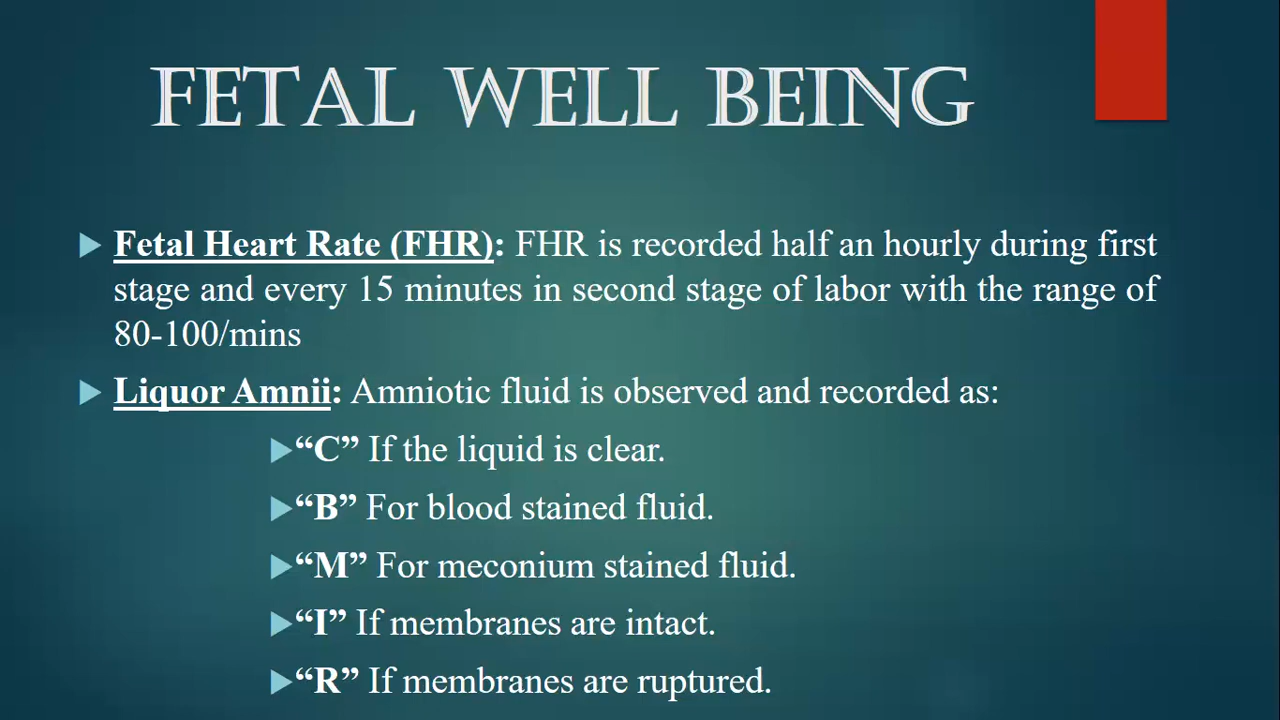 FETAL WELL BEING
Fetal Heart Rate (FHR): FHR is recorded half an hourly during first
stage and every 15 minutes in second stage of labor with the range of
80-100/mins
Liquor Amnii: Amniotic fluid is observed and recorded as:
“C” If the liquid is clear.
“B” For blood stained fluid.
“M” For meconium stained fluid.
“I” If membranes are intact.
“R” If membranes are ruptured.